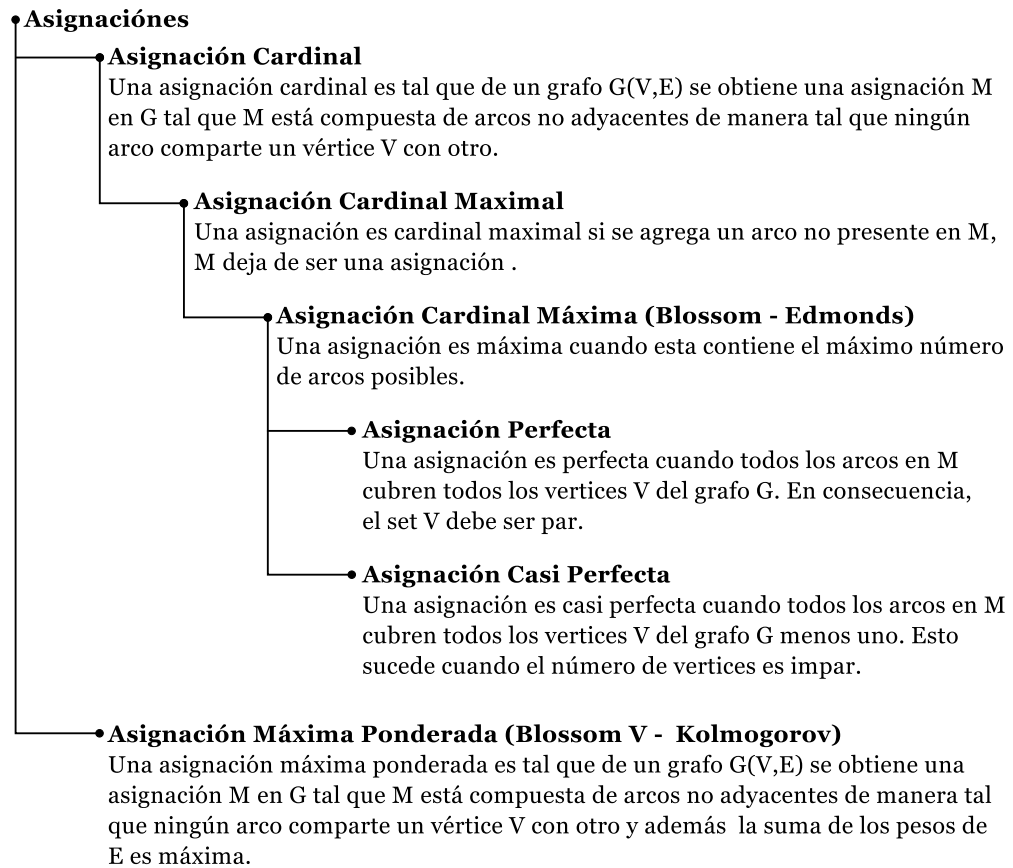 Asignaciónes
Asignación Cardinal
Una asignación cardinal es tal que de un grafo G(V,E) se obtiene una asignación M
en G tal que M está compuesta de arcos no adyacentes de manera tal que ningún
arco comparte un vértice V con otro.
Asignación Cardinal Maximal
Una asignación es cardinal maximal si se agrega un arco no presente en M,
M deja de ser una asignación .
Asignación Cardinal Máxima (Blossom - Edmonds)
Una asignación es máxima cuando esta contiene el máximo número
de arcos posibles.
Asignación Perfecta
Una asignación es perfecta cuando todos los arcos en M
cubren todos los vertices V del grafo G. En consecuencia,
el set V debe ser par.
Asignación Casi Perfecta
Una asignación es casi perfecta cuando todos los arcos en M
cubren todos los vertices V del grafo G menos uno. Esto
sucede cuando el número de vertices es impar.
Asignación Máxima Ponderada (Blossom V -  Kolmogorov)
Una asignación máxima ponderada es tal que de un grafo G(V,E) se obtiene una
asignación M en G tal que M está compuesta de arcos no adyacentes de manera tal
que ningún arco comparte un vértice V con otro y además  la suma de los pesos de
E es máxima.